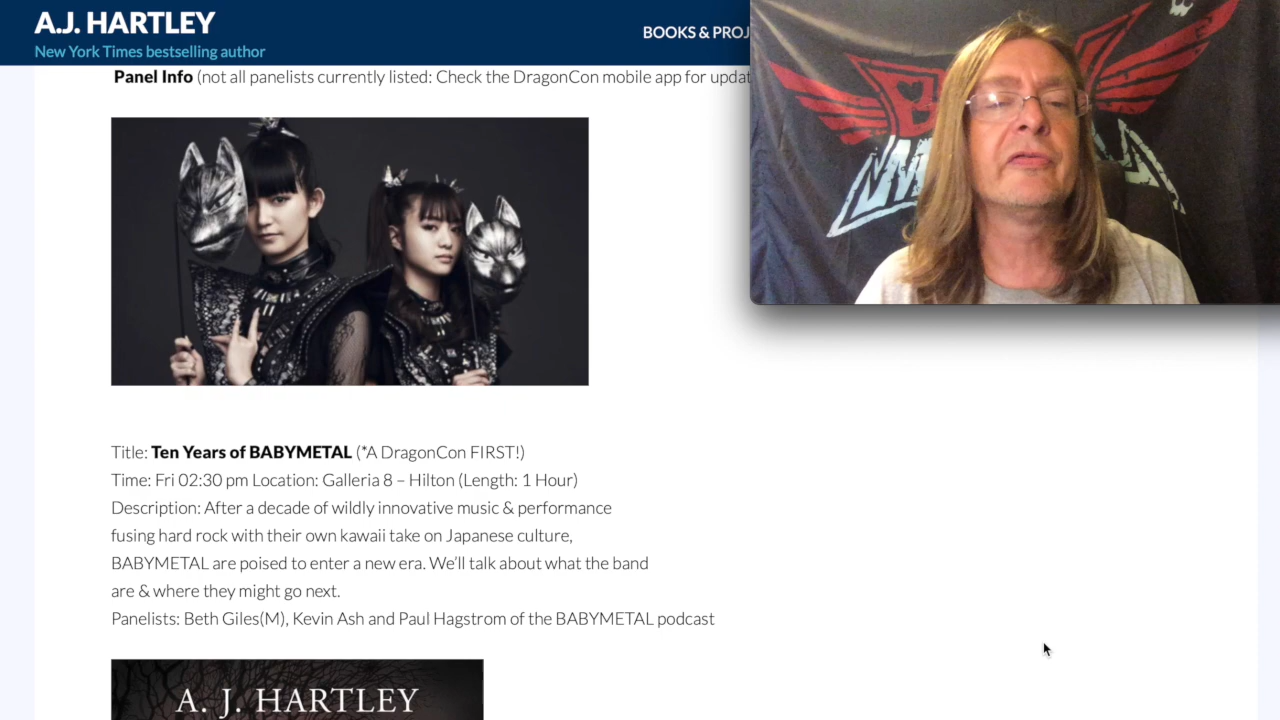 A.J. HARTLEY
New York Times bestselling author
BOOKS & PROJ
Panel Info (not all panelists currently listed: Check the DragonCon mobile app for updat
Title: Ten Years of BABYMETAL (*A DragonCon FIRST!)
Time: Fri 02:30 pm Location: Galleria 8 – Hilton (Length: 1 Hour)
Description: After a decade of wildly innovative music & performance
fusing hard rock with their own kawaii take on Japanese culture,
BABYMETAL are poised to enter a new era. We’ll talk about what the band
are & where they might go next.
Panelists: Beth Giles(M), Kevin Ash and Paul Hagstrom of the BABYMETAL podcast
A. J. HARTLEY